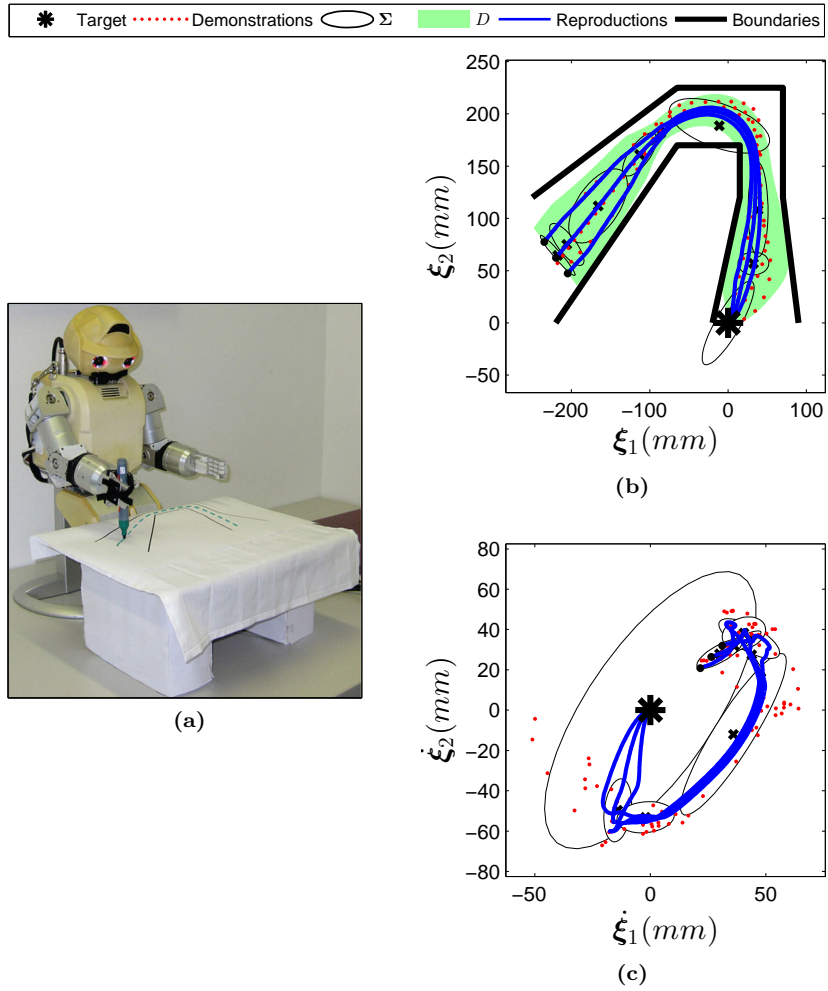 Target Demonstrations Σ D Reproductions Boundaries
250
200
150
100
50
0
−50
ξ₂(mm)
−200 −100 0 100
ξ₁(mm)
(b)
(a)
80
60
40
20
0
−20
−40
−60
−80
ξ̇₂(mm)
−50 0 50
ξ̇₁(mm)
(c)